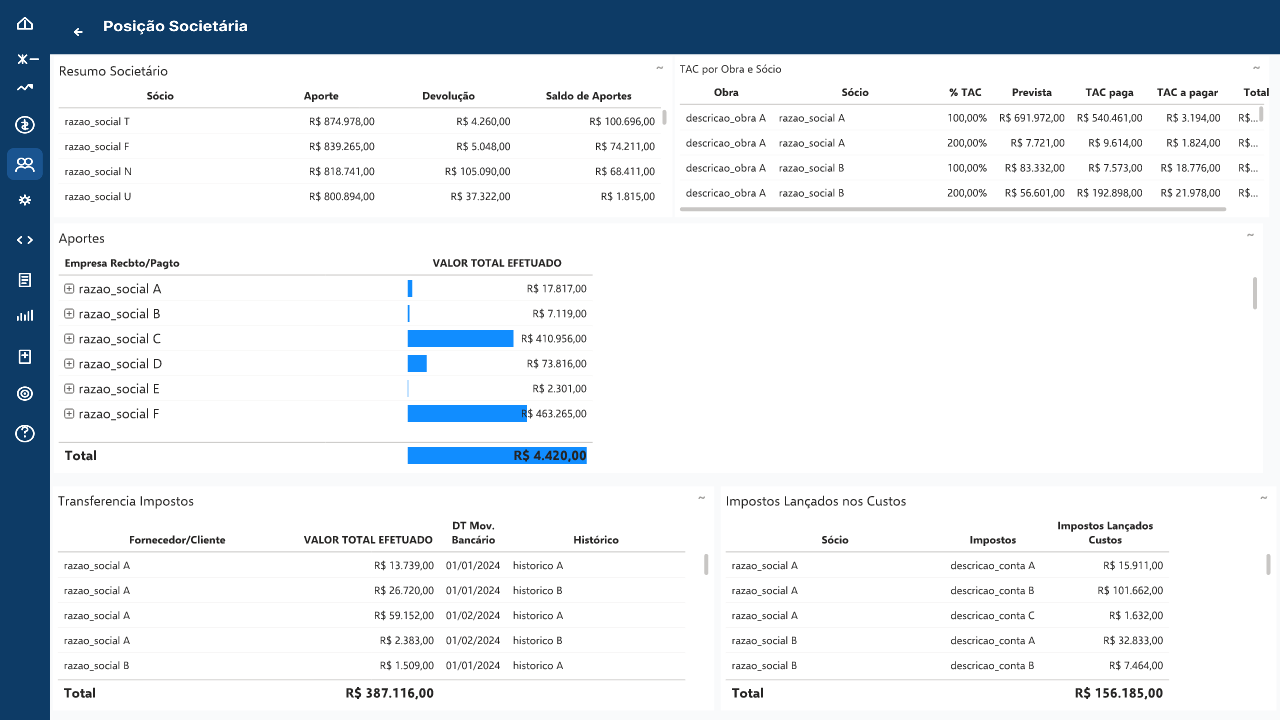 Posição Societária
Resumo Societário
Sócio Aporte Devolução Saldo de Aportes
razao_social T R$ 874.978,00 R$ 4.260,00 R$ 100.696,00
razao_social F R$ 839.265,00 R$ 5.048,00 R$ 74.211,00
razao_social N R$ 818.741,00 R$ 105.090,00 R$ 68.411,00
razao_social U R$ 800.894,00 R$ 37.322,00 R$ 1.815,00
TAC por Obra e Sócio
Obra Sócio % TAC Prevista TAC paga TAC a pagar Total
descricao_obra A razao_social A 100,00% R$ 691.972,00 R$ 540.461,00 R$ 3.194,00 R$...
descricao_obra A razao_social A 200,00% R$ 7.721,00 R$ 9.614,00 R$ 1.824,00 R$...
descricao_obra A razao_social B 100,00% R$ 83.332,00 R$ 7.573,00 R$ 18.776,00 R$...
descricao_obra A razao_social B 200,00% R$ 56.601,00 R$ 192.898,00 R$ 21.978,00 R$...
Aportes
Empresa Recbto/Pagto VALOR TOTAL EFETUADO
razao_social A R$ 17.817,00
razao_social B R$ 7.119,00
razao_social C R$ 410.956,00
razao_social D R$ 73.816,00
razao_social E R$ 2.301,00
razao_social F R$ 463.265,00
Total R$ 4.420,00
Transferencia Impostos
Fornecedor/Cliente VALOR TOTAL EFETUADO DT Mov. Bancário Histórico
razao_social A R$ 13.739,00 01/01/2024 historico A
razao_social A R$ 26.720,00 01/01/2024 historico B
razao_social A R$ 59.152,00 01/02/2024 historico A
razao_social A R$ 2.383,00 01/02/2024 historico B
razao_social B R$ 1.509,00 01/01/2024 historico A
Total R$ 387.116,00
Impostos Lançados nos Custos
Sócio Impostos Impostos Lançados Custos
razao_social A descricao_conta A R$ 15.911,00
razao_social A descricao_conta B R$ 101.662,00
razao_social A descricao_conta C R$ 1.632,00
razao_social B descricao_conta A R$ 32.833,00
razao_social B descricao_conta B R$ 7.464,00
Total R$ 156.185,00